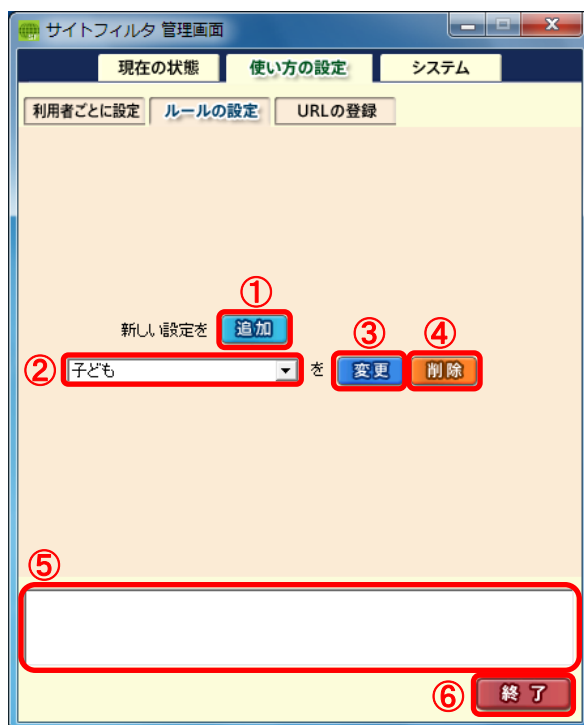 サイトフィルタ 管理画面
現在の状態 使い方の設定 システム
利用者ごとに設定 ルールの設定 URLの登録
①
新しい設定を 追加
③ ④
② 子ども を 変更 削除
⑤
⑥ 終了